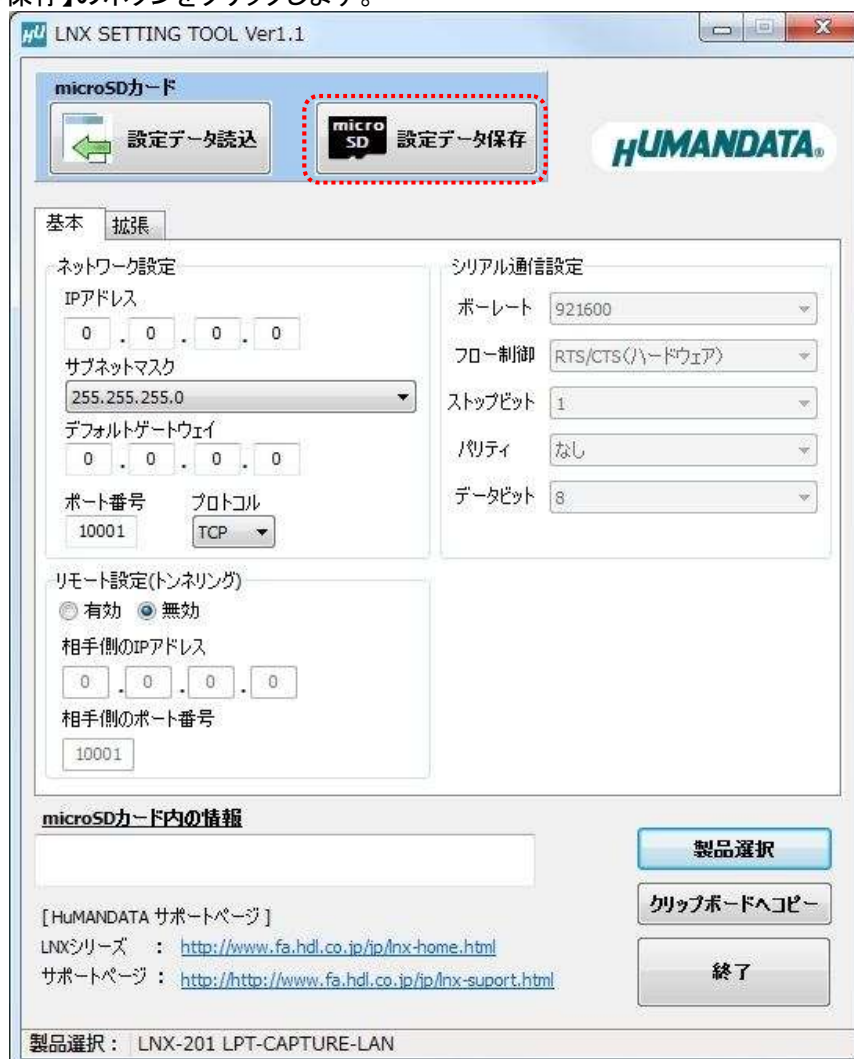 保存】のボタンをクリックします。
LNX SETTING TOOL Ver1.1
microSDカード
設定データ読込
micro
SD
設定データ保存
HUMANDATA®
基本 拡張
ネットワーク設定
IPアドレス
0 . 0 . 0 . 0
サブネットマスク
255.255.255.0
デフォルトゲートウェイ
0 . 0 . 0 . 0
ポート番号 プロトコル
10001 TCP
シリアル通信設定
ボーレート 921600
フロー制御 RTS/CTS(ハードウェア)
ストップビット 1
パリティ なし
データビット 8
リモート設定(トンネリング)
有効 無効
相手側のIPアドレス
0 . 0 . 0 . 0
相手側のポート番号
10001
microSDカード内の情報
製品選択
クリップボードへコピー
終了
[ HuMANDATA サポートページ ]
LNXシリーズ : http://www.fa.hdl.co.jp/jp/lnx-home.html
サポートページ : http://http://www.fa.hdl.co.jp/jp/lnx-suport.html
製品選択： LNX-201 LPT-CAPTURE-LAN